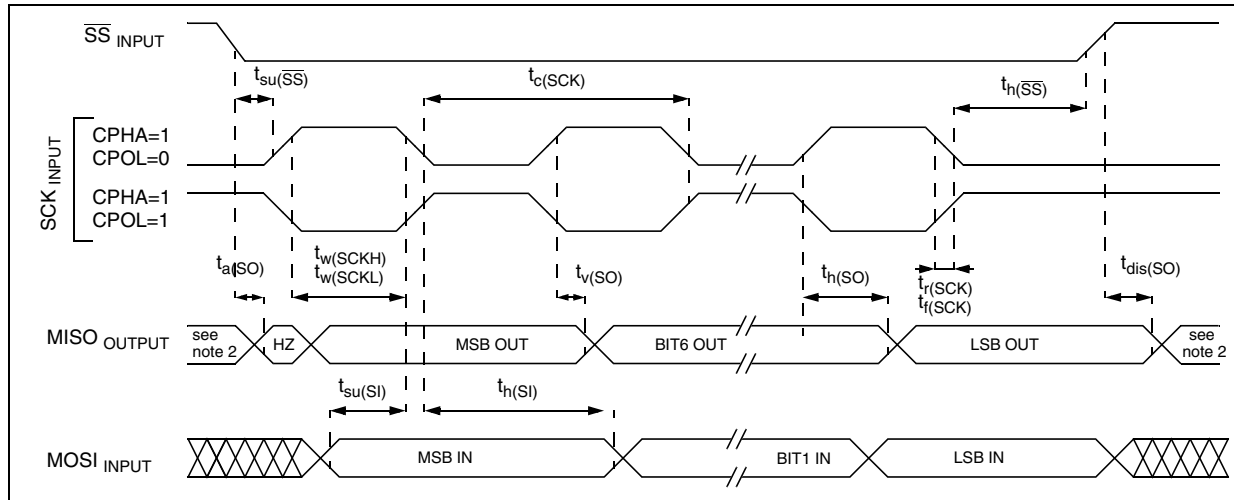 SS INPUT
tsu(SS)
tc(SCK)
th(SS)
SCK INPUT
CPHA=1
CPOL=0
CPHA=1
CPOL=1
ta(SO)
tw(SCKH)
tw(SCKL)
tv(SO)
th(SO)
tr(SCK)
tf(SCK)
tdis(SO)
MISO OUTPUT
see
note 2
HZ
MSB OUT
BIT6 OUT
LSB OUT
see
note 2
tsu(SI)
th(SI)
MOSI INPUT
MSB IN
BIT1 IN
LSB IN